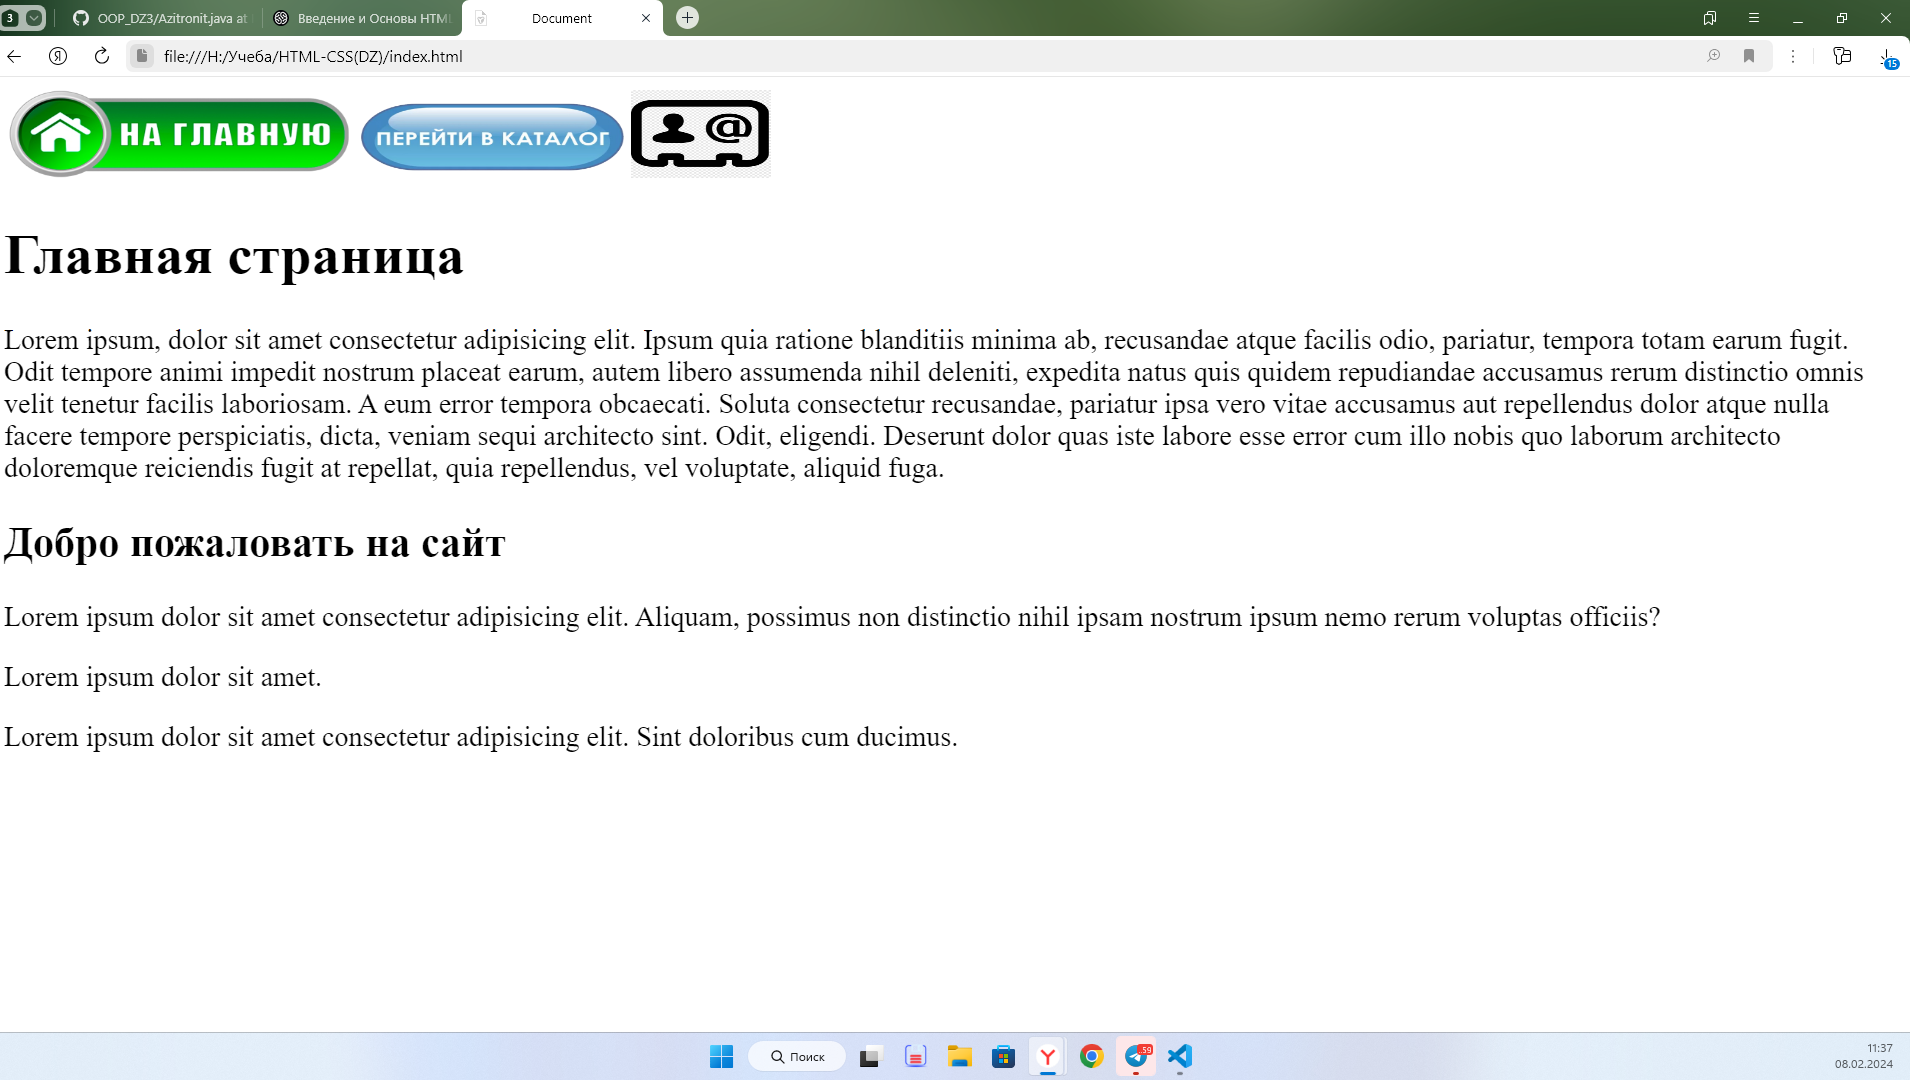 3
OOP_DZ3/Azitronit.java at
Введение и Основы HTML
Document
Я
file:///H:/Учеба/HTML-CSS(DZ)/index.html
15
НА ГЛАВНУЮ
ПЕРЕЙТИ В КАТАЛОГ
@
Главная страница
Lorem ipsum, dolor sit amet consectetur adipisicing elit. Ipsum quia ratione blanditiis minima ab, recusandae atque facilis odio, pariatur, tempora totam earum fugit.
Odit tempore animi impedit nostrum placeat earum, autem libero assumenda nihil deleniti, expedita natus quis quidem repudiandae accusamus rerum distinctio omnis
velit tenetur facilis laboriosam. A eum error tempora obcaecati. Soluta consectetur recusandae, pariatur ipsa vero vitae accusamus aut repellendus dolor atque nulla
facere tempore perspiciatis, dicta, veniam sequi architecto sint. Odit, eligendi. Deserunt dolor quas iste labore esse error cum illo nobis quo laborum architecto
doloremque reiciendis fugit at repellat, quia repellendus, vel voluptate, aliquid fuga.
Добро пожаловать на сайт
Lorem ipsum dolor sit amet consectetur adipisicing elit. Aliquam, possimus non distinctio nihil ipsam nostrum ipsum nemo rerum voluptas officiis?
Lorem ipsum dolor sit amet.
Lorem ipsum dolor sit amet consectetur adipisicing elit. Sint doloribus cum ducimus.
Поиск
59
11:37
08.02.2024